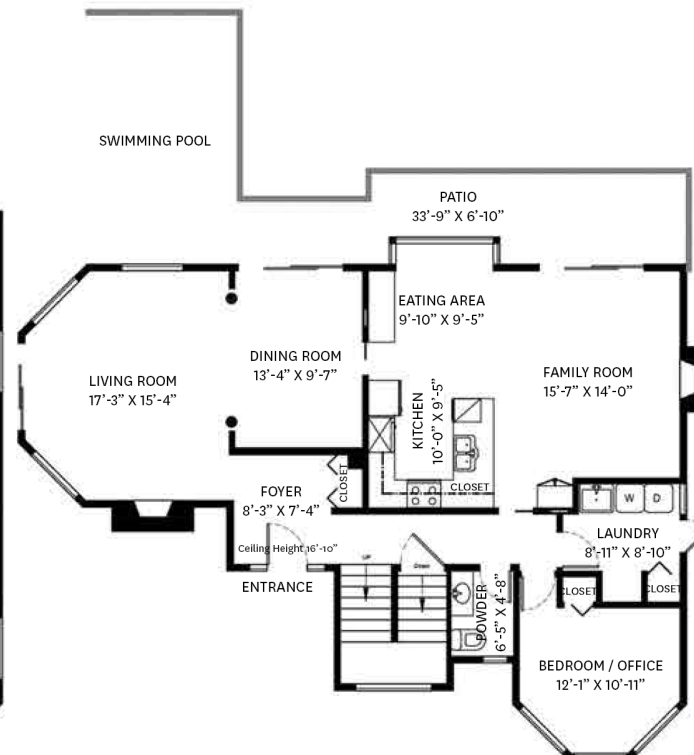 SWIMMING POOL
PATIO
33'-9" X 6'-10"
EATING AREA
9'-10" X 9'-5"
DINING ROOM
13'-4" X 9'-7"
FAMILY ROOM
15'-7" X 14'-0"
LIVING ROOM
17'-3" X 15'-4"
KITCHEN
10'-0" X 9'-5"
CLOSET
CLOSET
FOYER
8'-3" X 7'-4"
W
D
LAUNDRY
8'-11" X 8'-10"
Ceiling Height 16'-10"
ENTRANCE
UP
Down
POWDER
6'-5" X 4'-8"
CLOSET
CLOSET
BEDROOM / OFFICE
12'-1" X 10'-11"